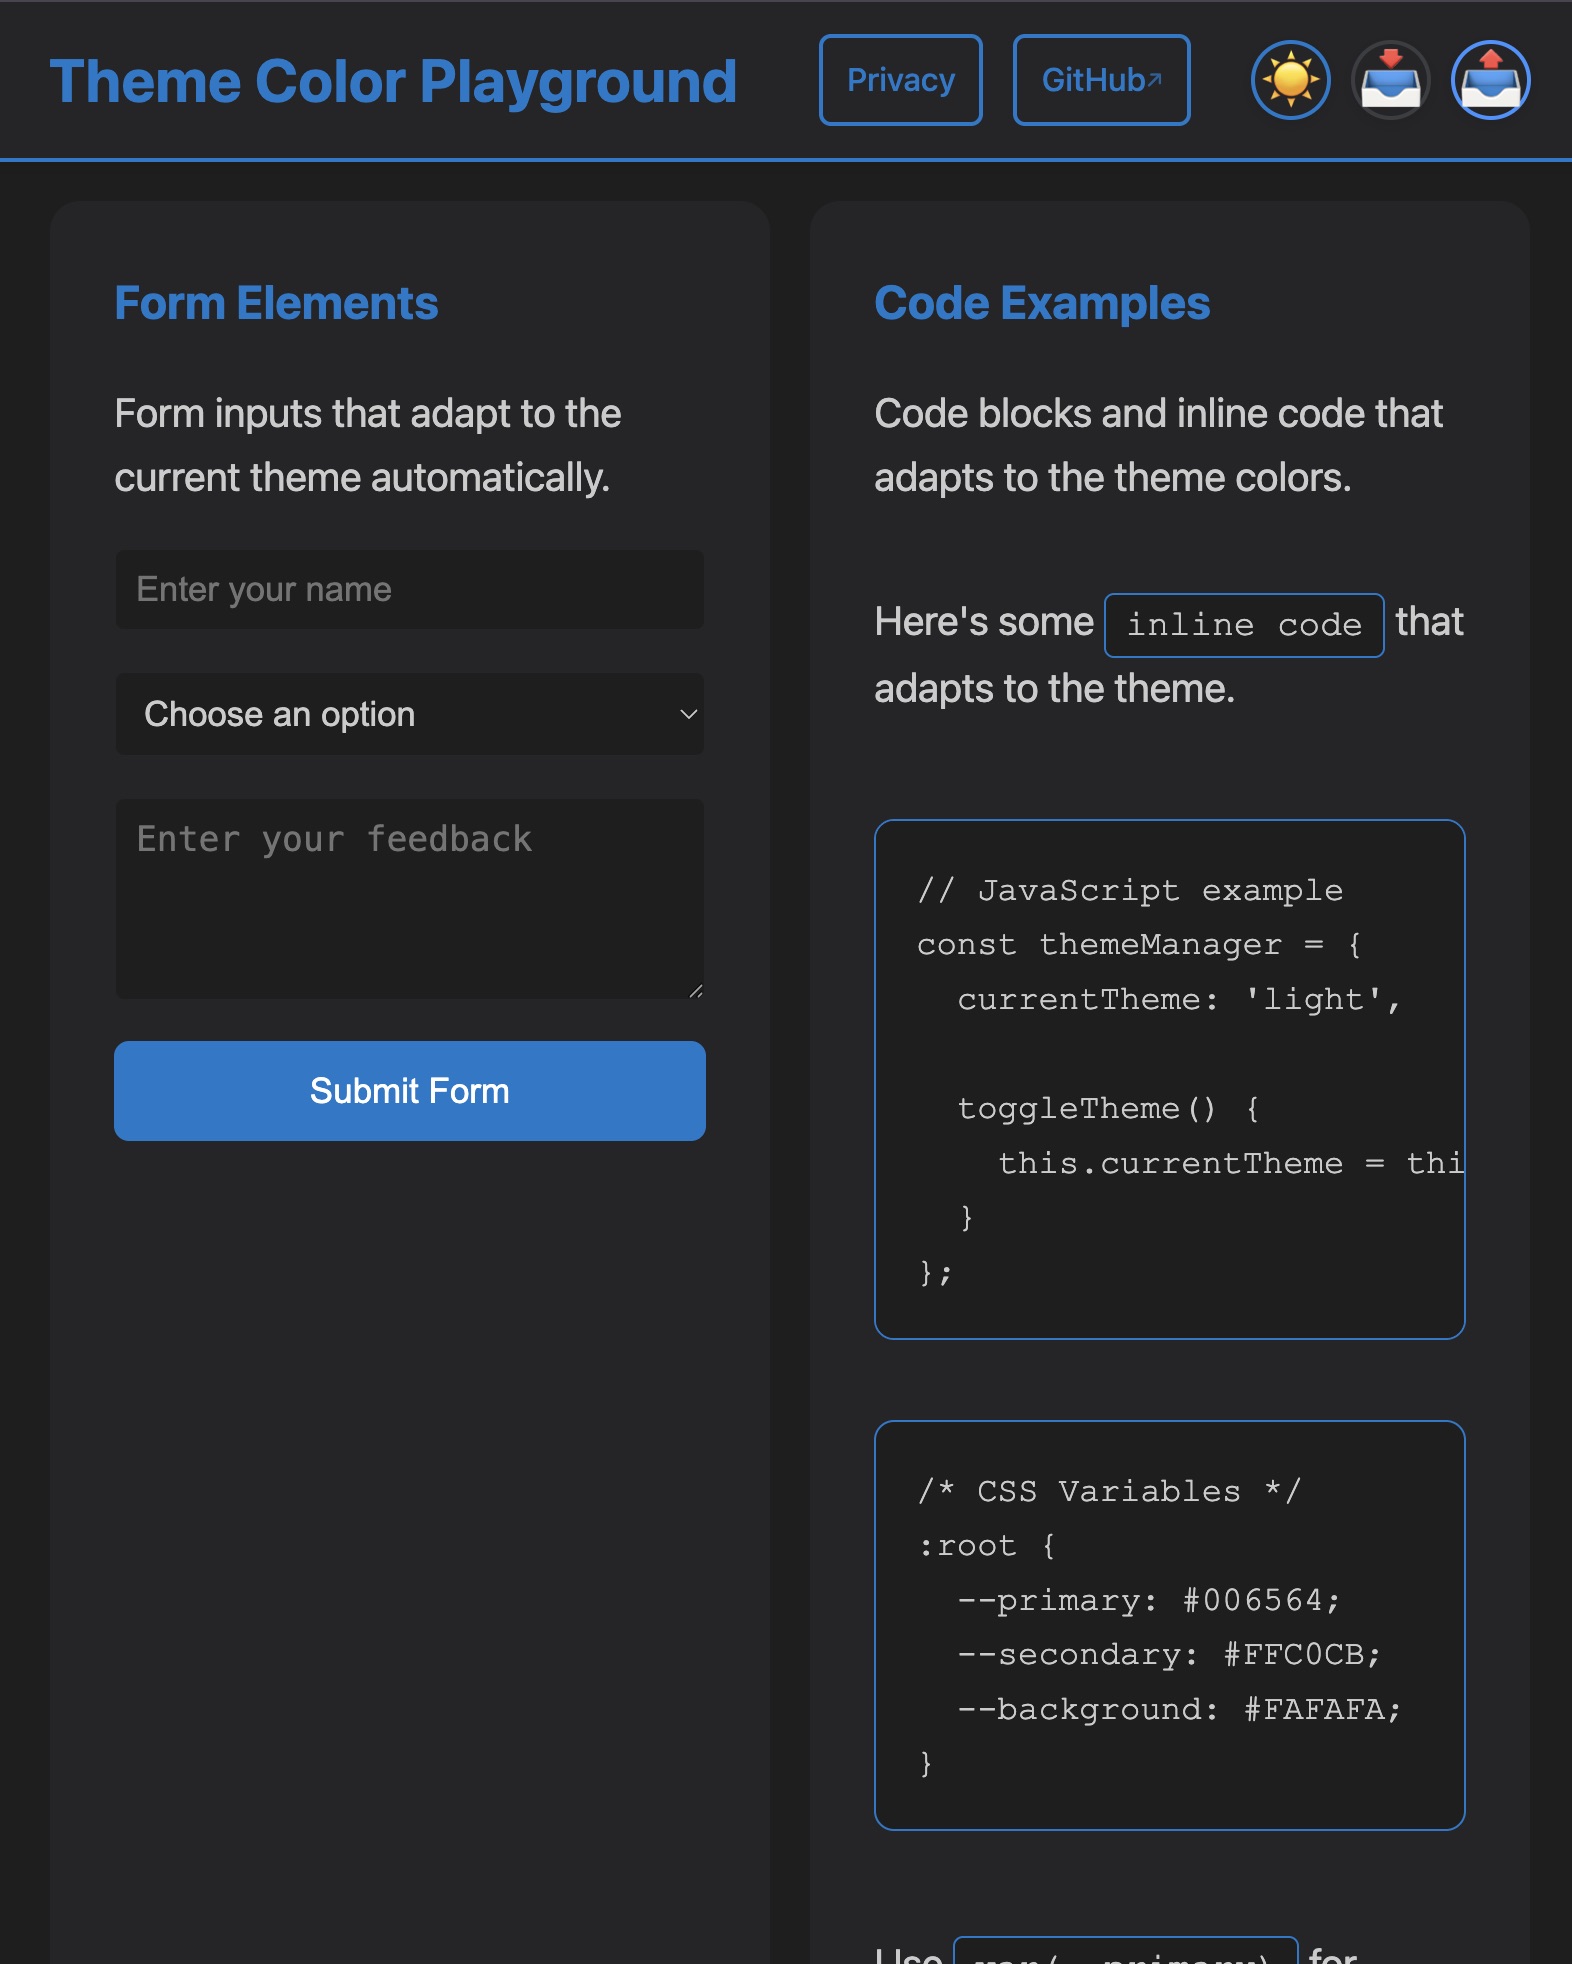 Theme Color Playground
Privacy
GitHub↗
Form Elements
Form inputs that adapt to the
current theme automatically.
Enter your name
Choose an option
Enter your feedback
Submit Form
Code Examples
Code blocks and inline code that
adapts to the theme colors.
Here's some inline code that
adapts to the theme.
// JavaScript example
const themeManager = {
  currentTheme: 'light',
  toggleTheme() {
    this.currentTheme = thi
  }
};
/* CSS Variables */
:root {
  --primary: #006564;
  --secondary: #FFC0CB;
  --background: #FAFAFA;
}
Use var(--primary) for